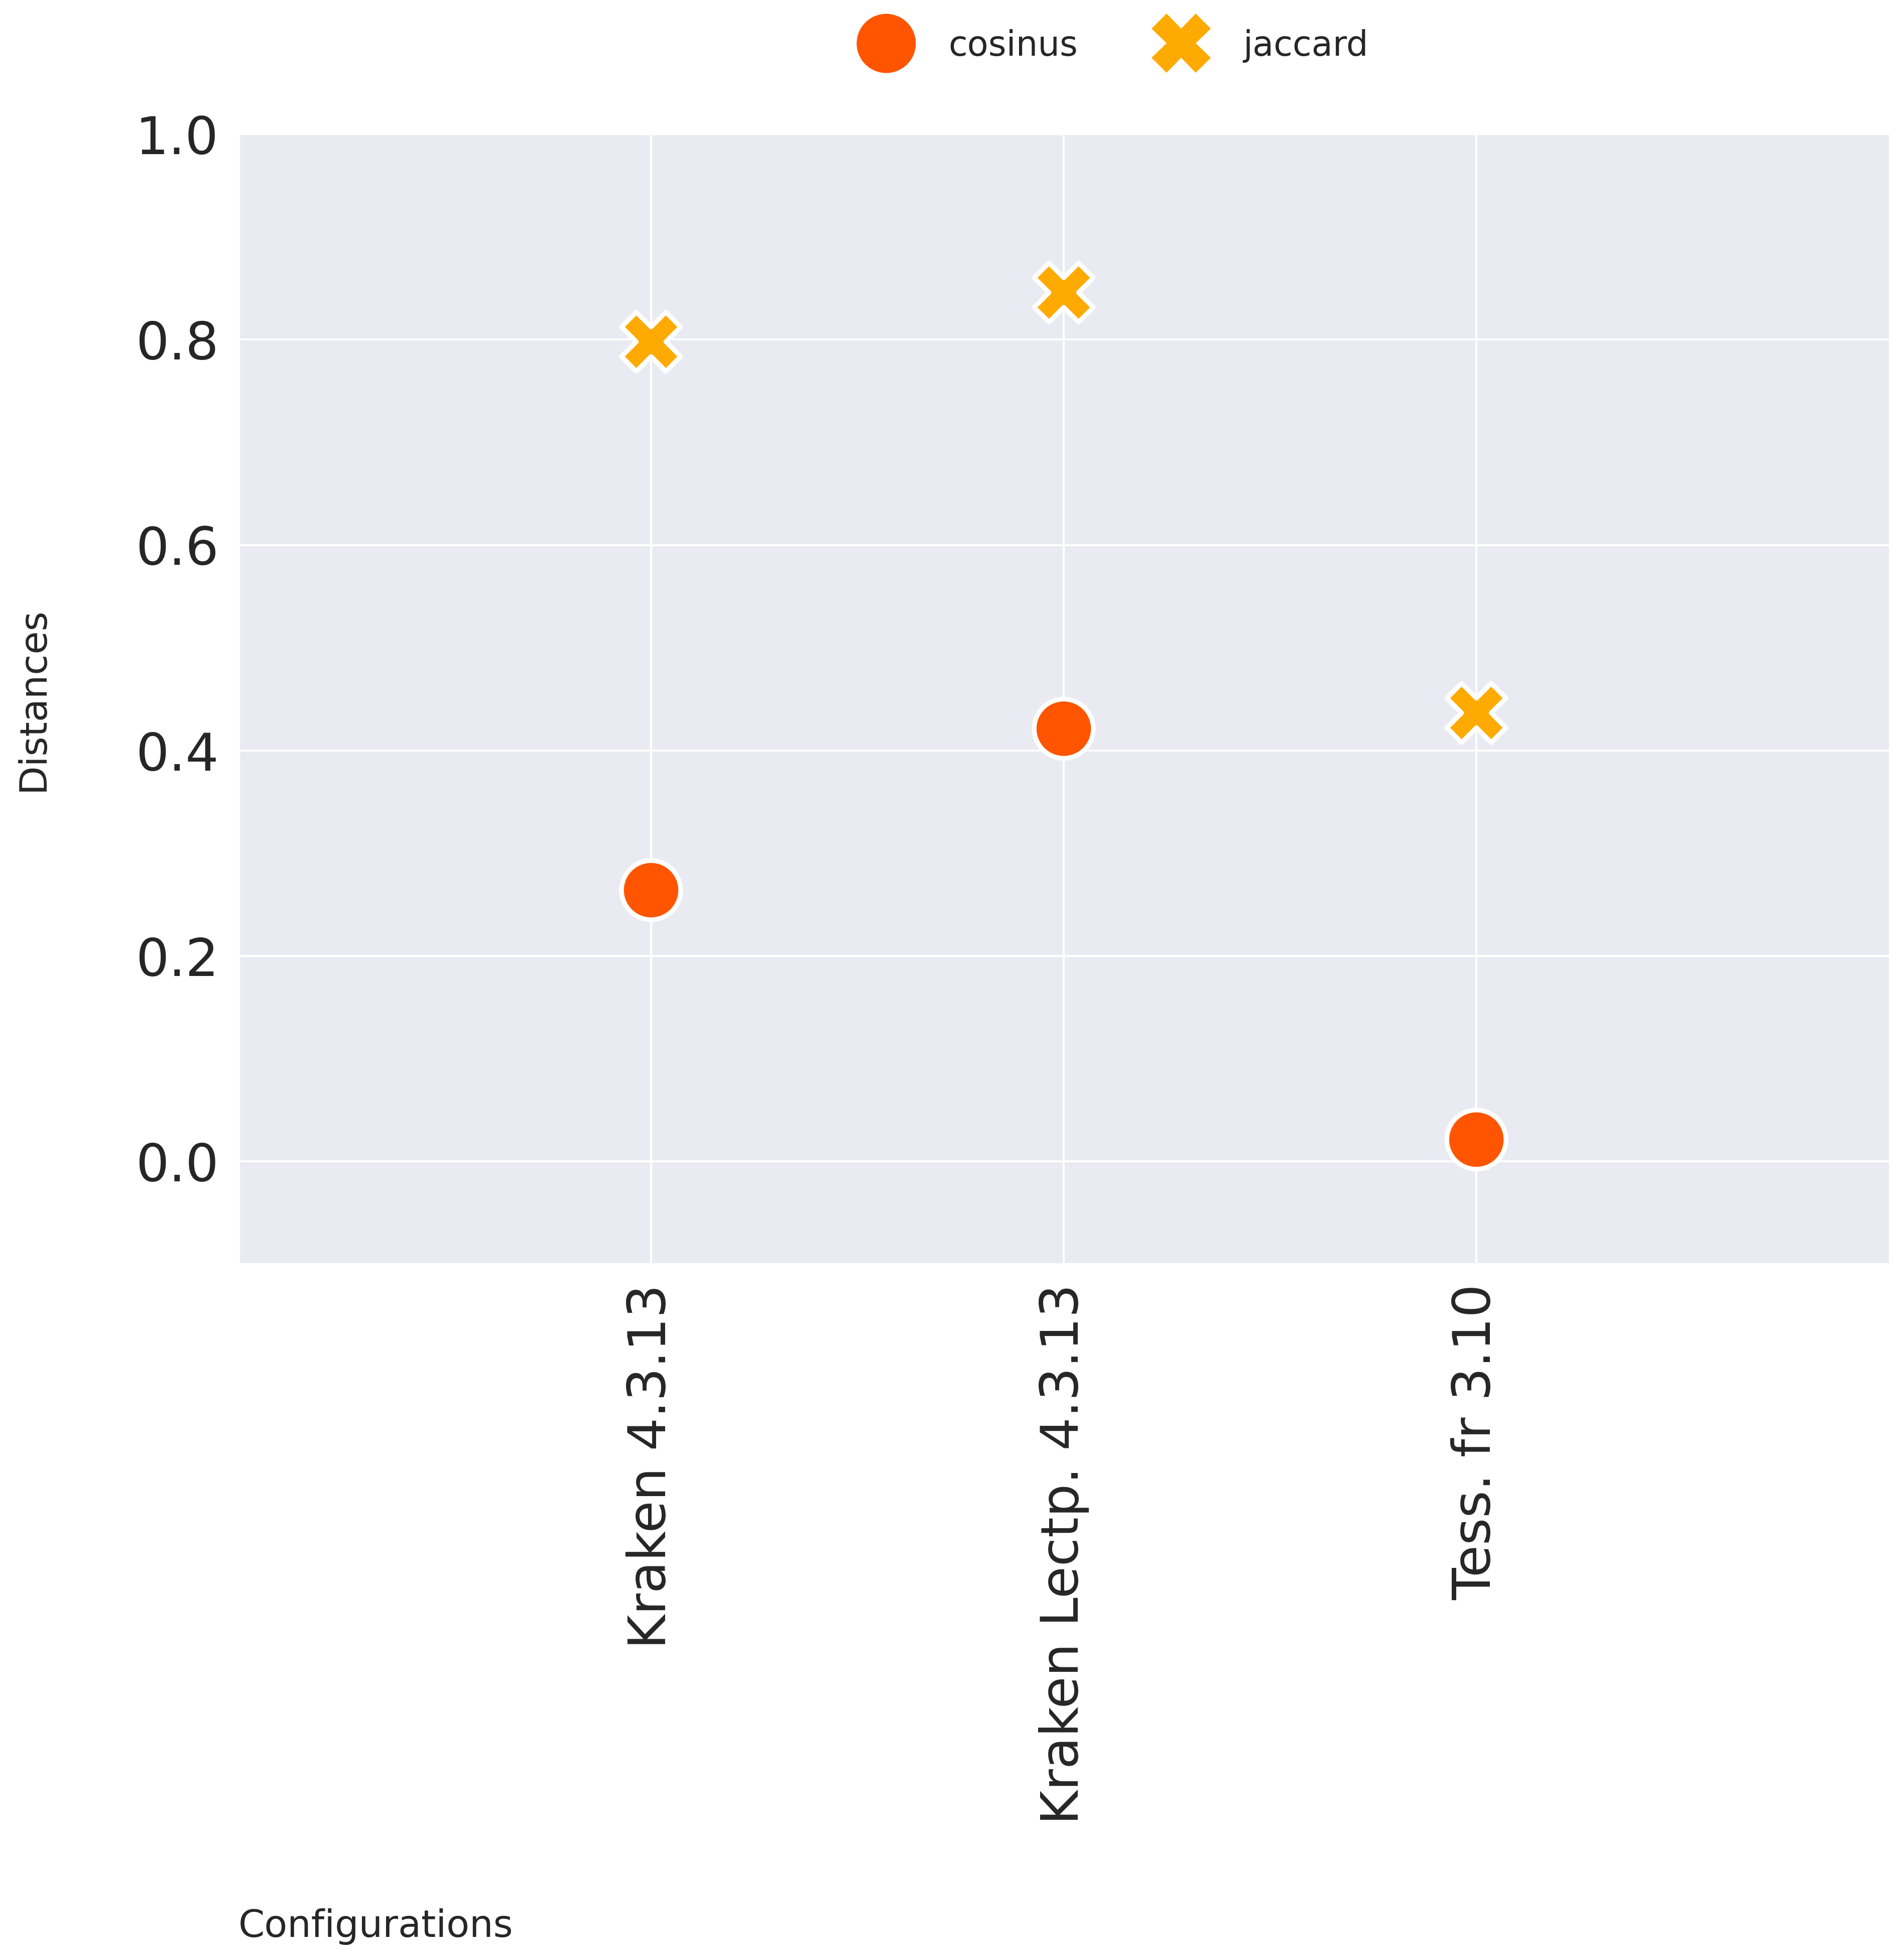 cosinus jaccard
1.0
0.8
0.6
0.4
0.2
0.0
Distances
Kraken 4.3.13
Kraken Lectp. 4.3.13
Tess. fr 3.10
Configurations